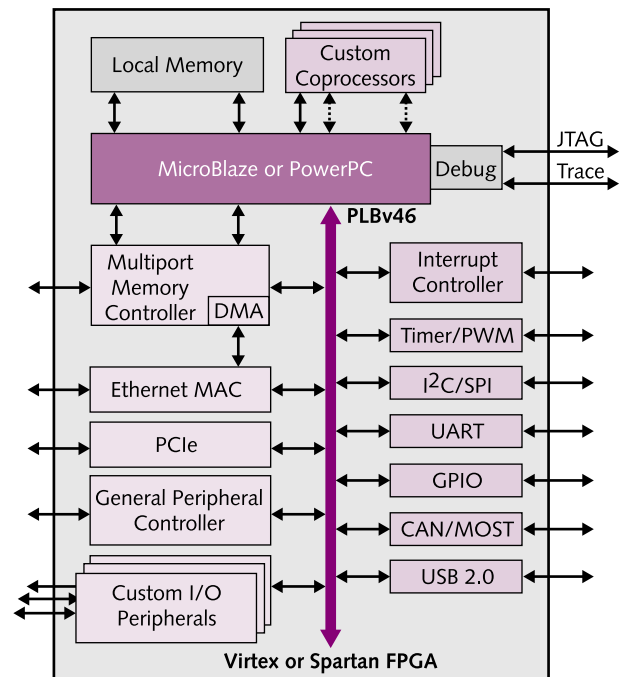 Local Memory
Custom
Coprocessors
MicroBlaze or PowerPC
Debug
JTAG
Trace
PLBv46
Multiport
Memory
Controller
DMA
Interrupt
Controller
Timer/PWM
Ethernet MAC
I²C/SPI
PCIe
UART
General Peripheral
Controller
GPIO
CAN/MOST
Custom I/O
Peripherals
USB 2.0
Virtex or Spartan FPGA